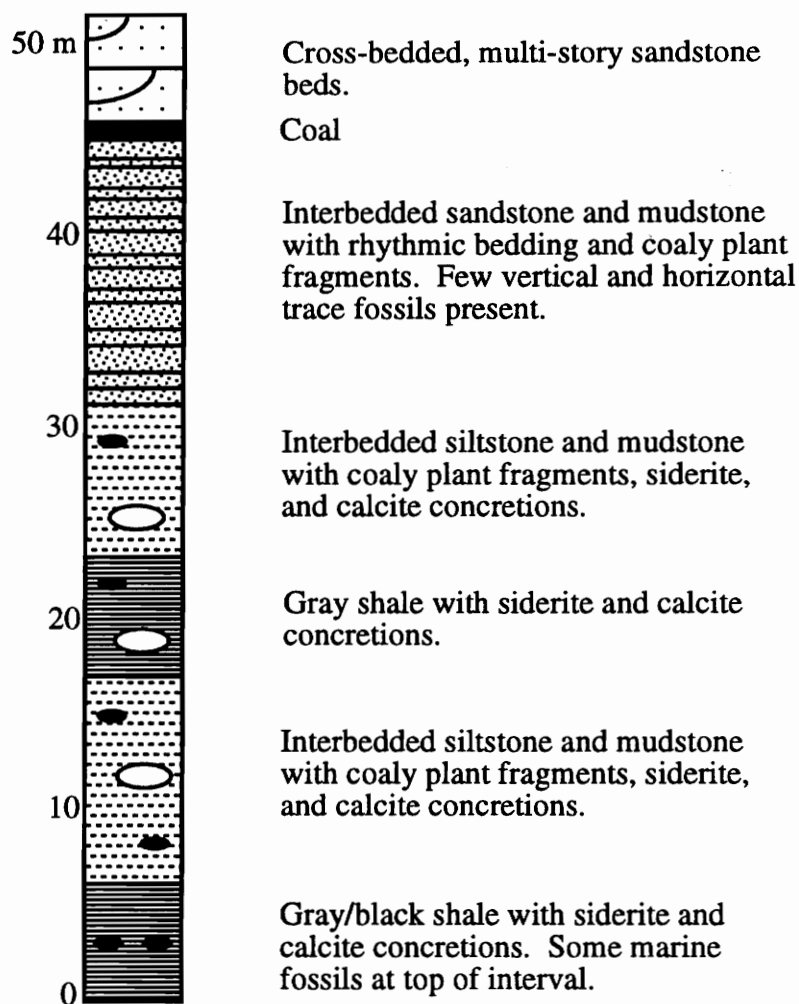 50 m
Cross-bedded, multi-story sandstone
beds.
Coal
40
Interbedded sandstone and mudstone
with rhythmic bedding and coaly plant
fragments. Few vertical and horizontal
trace fossils present.
30
Interbedded siltstone and mudstone
with coaly plant fragments, siderite,
and calcite concretions.
20
Gray shale with siderite and calcite
concretions.
Interbedded siltstone and mudstone
with coaly plant fragments, siderite,
and calcite concretions.
10
Gray/black shale with siderite and
calcite concretions. Some marine
fossils at top of interval.
0